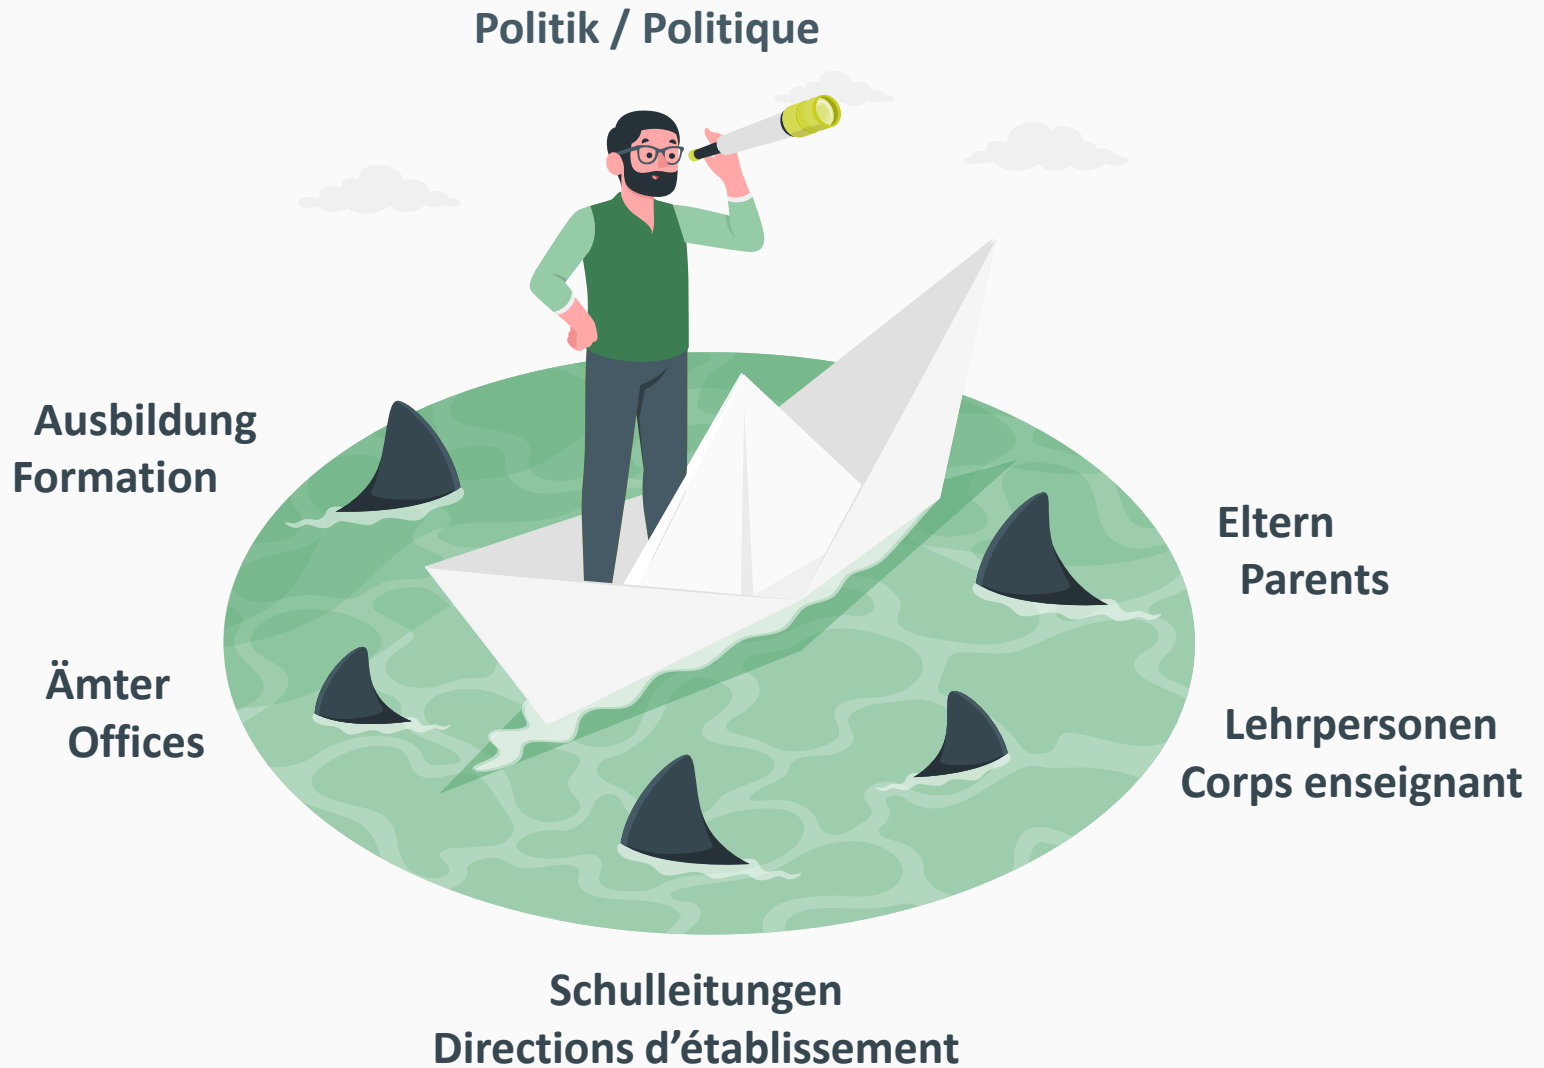 Politik / Politique
Ausbildung
Formation
Eltern
Parents
Ämter
Offices
Lehrpersonen
Corps enseignant
Schulleitungen
Directions d’établissement